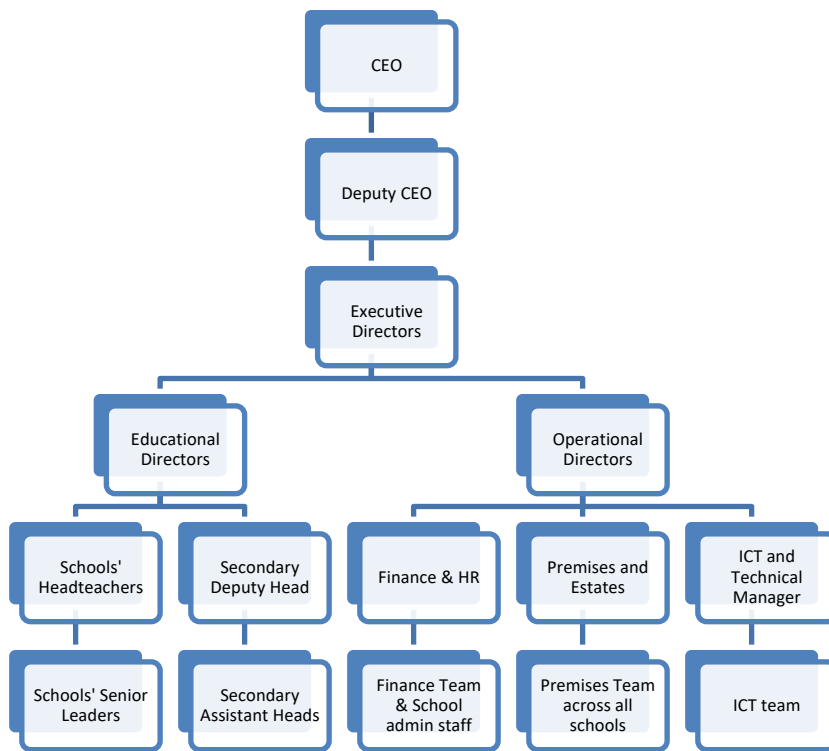 CEO
Deputy CEO
Executive
Directors
Educational
Directors
Operational
Directors
Schools'
Headteachers
Secondary
Deputy Head
Finance & HR
Premises and
Estates
ICT and
Technical
Manager
Schools' Senior
Leaders
Secondary
Assistant Heads
Finance Team
& School
admin staff
Premises Team
across all
schools
ICT team